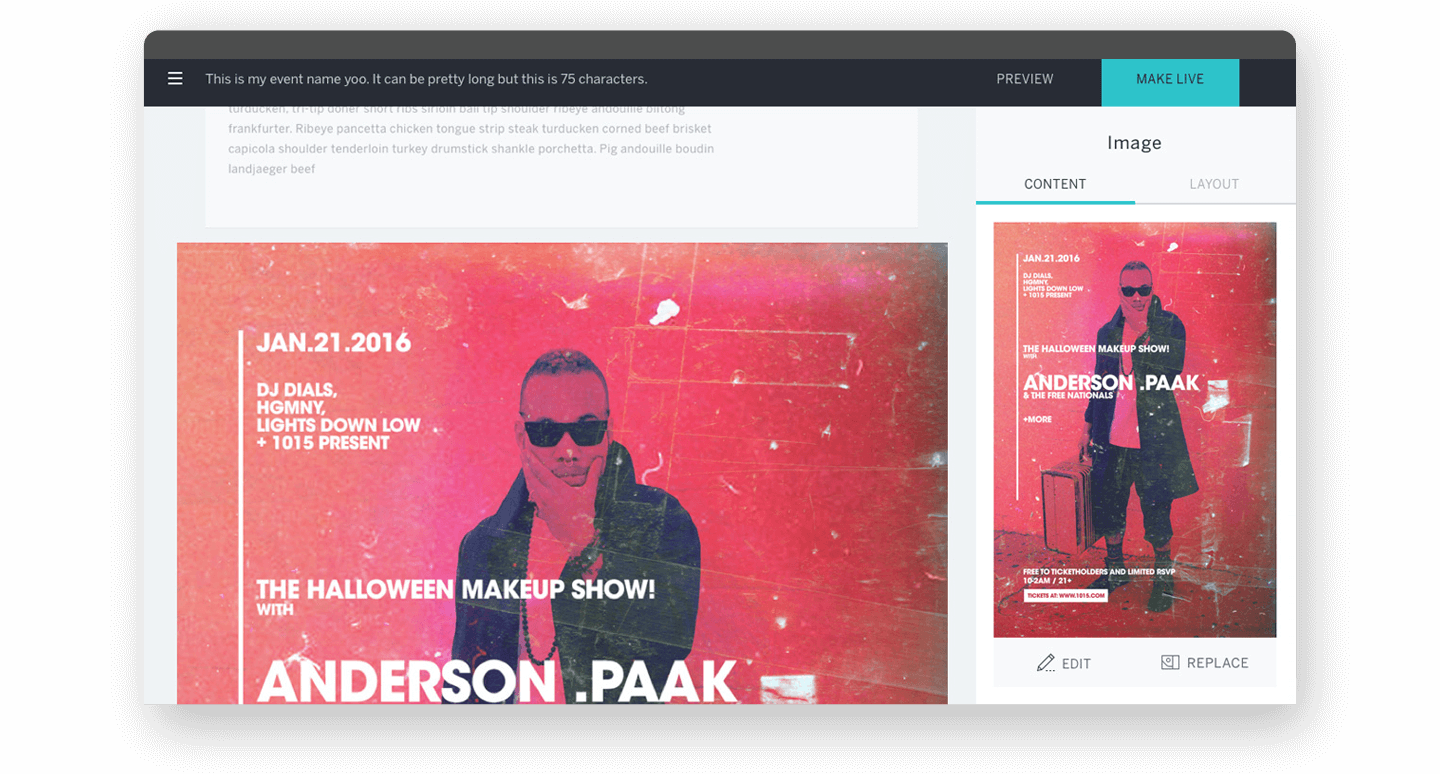 This is my event name yoo. It can be pretty long but this is 75 characters.
PREVIEW
MAKE LIVE
turducken, tri-tip doner short ribs sirloin ball tip shoulder ribeye andouille biltong
frankfurter. Ribeye pancetta chicken tongue strip steak turducken corned beef brisket
capicola shoulder tenderloin turkey drumstick shankle porchetta. Pig andouille boudin
landjaeger beef
JAN.21.2016
DJ DIALS,
HGMNY,
LIGHTS DOWN LOW
+ 1015 PRESENT
THE HALLOWEEN MAKEUP SHOW!
WITH
ANDERSON .PAAK
Image
CONTENT
LAYOUT
JAN.21.2016
DJ DIALS,
HGMNY,
LIGHTS DOWN LOW
+ 1015 PRESENT
THE HALLOWEEN MAKEUP SHOW!
WITH
ANDERSON .PAAK
& THE FREE NATIONALS
+MORE
FREE TO TICKETHOLDERS AND LIMITED RSVP
10-2AM / 21+
TICKETS AT: WWW.1015.COM
EDIT
REPLACE